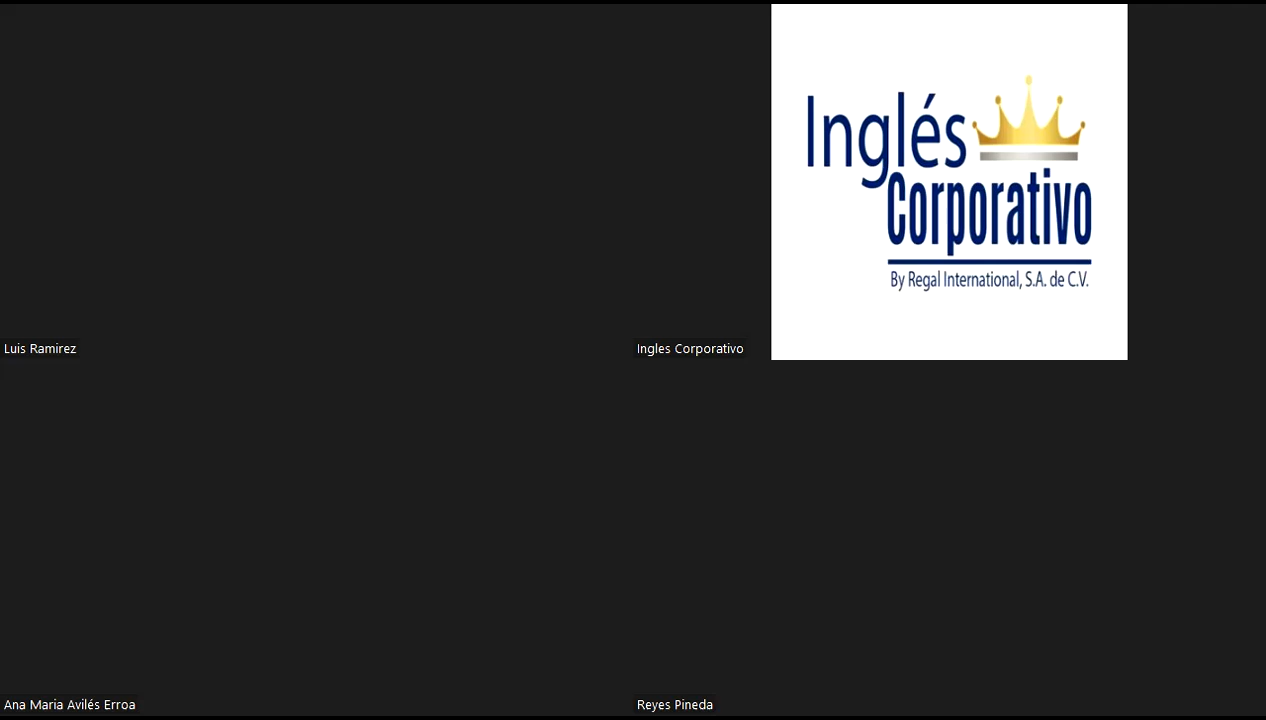 Inglés
Corporativo
By Regal International, S.A. de C.V.
Luis Ramirez
Ingles Corporativo
Ana Maria Avilés Erroa
Reyes Pineda